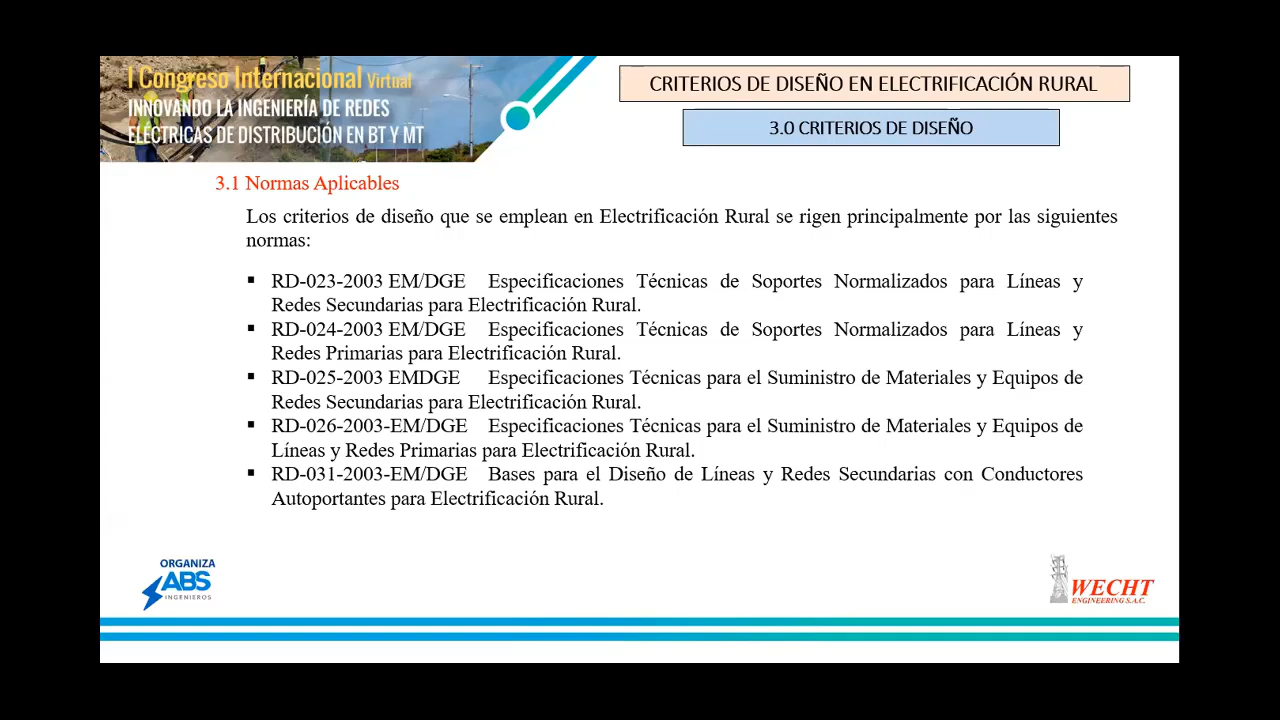 I Congreso Internacional Virtual
INNOVANDO LA INGENIERÍA DE REDES
ELÉCTRICAS DE DISTRIBUCIÓN EN BT Y MT
CRITERIOS DE DISEÑO EN ELECTRIFICACIÓN RURAL
3.0 CRITERIOS DE DISEÑO
3.1 Normas Aplicables
Los criterios de diseño que se emplean en Electrificación Rural se rigen principalmente por las siguientes
normas:
▪ RD-023-2003 EM/DGE Especificaciones Técnicas de Soportes Normalizados para Líneas y
Redes Secundarias para Electrificación Rural.
▪ RD-024-2003 EM/DGE Especificaciones Técnicas de Soportes Normalizados para Líneas y
Redes Primarias para Electrificación Rural.
▪ RD-025-2003 EMDGE Especificaciones Técnicas para el Suministro de Materiales y Equipos de
Redes Secundarias para Electrificación Rural.
▪ RD-026-2003-EM/DGE Especificaciones Técnicas para el Suministro de Materiales y Equipos de
Líneas y Redes Primarias para Electrificación Rural.
▪ RD-031-2003-EM/DGE Bases para el Diseño de Líneas y Redes Secundarias con Conductores
Autoportantes para Electrificación Rural.
ORGANIZA
ABS
INGENIEROS
WECHT
ENGINEERING S.A.C.